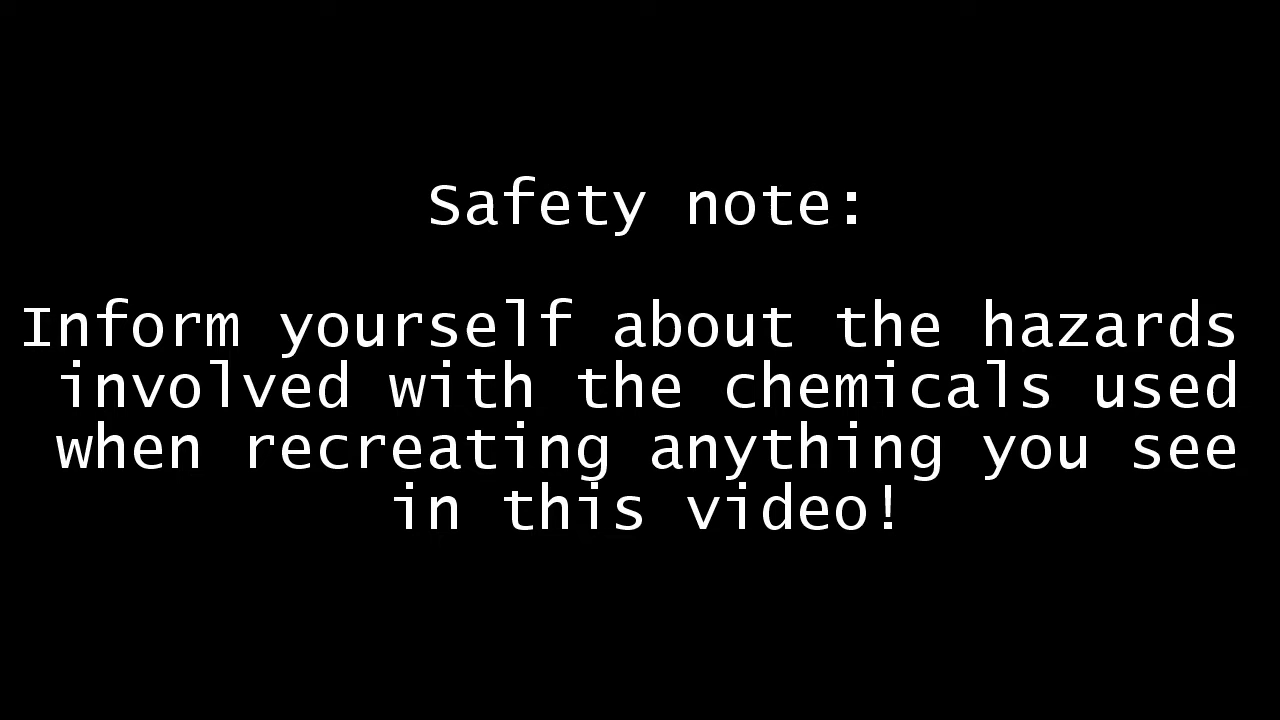 Safety note:
Inform yourself about the hazards
involved with the chemicals used
when recreating anything you see
in this video!